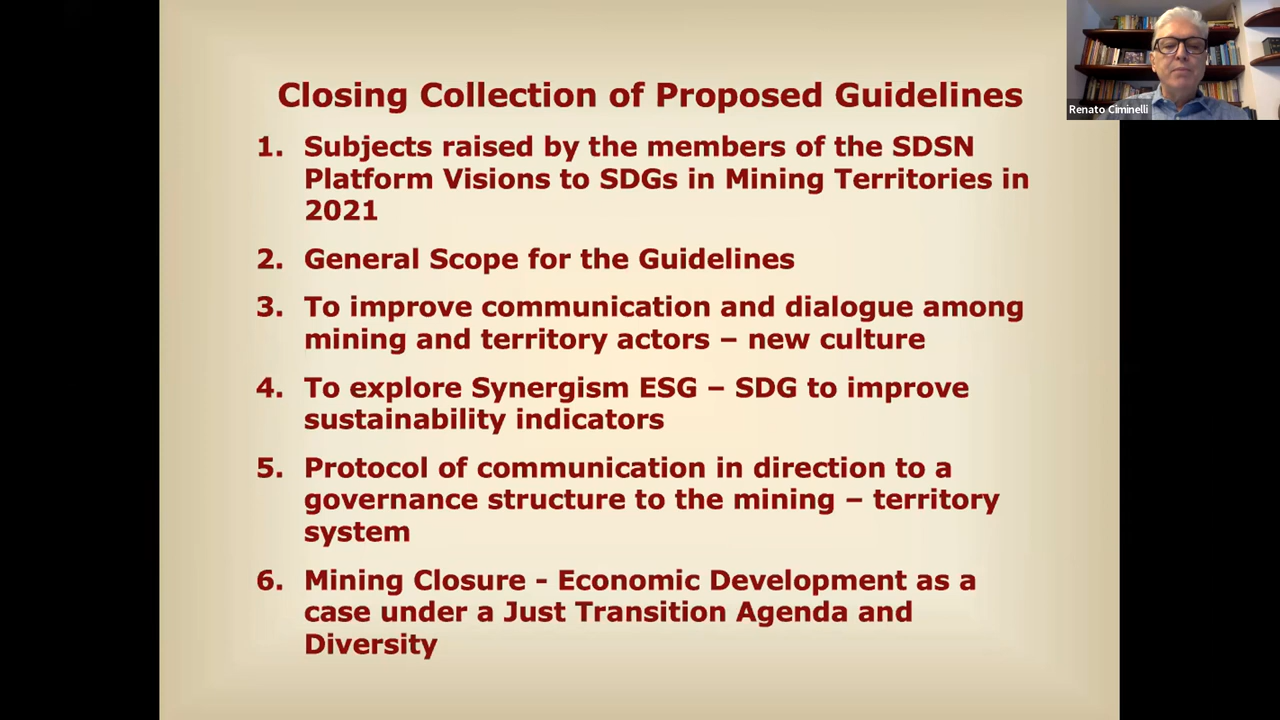 Closing Collection of Proposed Guidelines
1. Subjects raised by the members of the SDSN
Platform Visions to SDGs in Mining Territories in
2021
2. General Scope for the Guidelines
3. To improve communication and dialogue among
mining and territory actors – new culture
4. To explore Synergism ESG – SDG to improve
sustainability indicators
5. Protocol of communication in direction to a
governance structure to the mining – territory
system
6. Mining Closure - Economic Development as a
case under a Just Transition Agenda and
Diversity
Renato Ciminelli